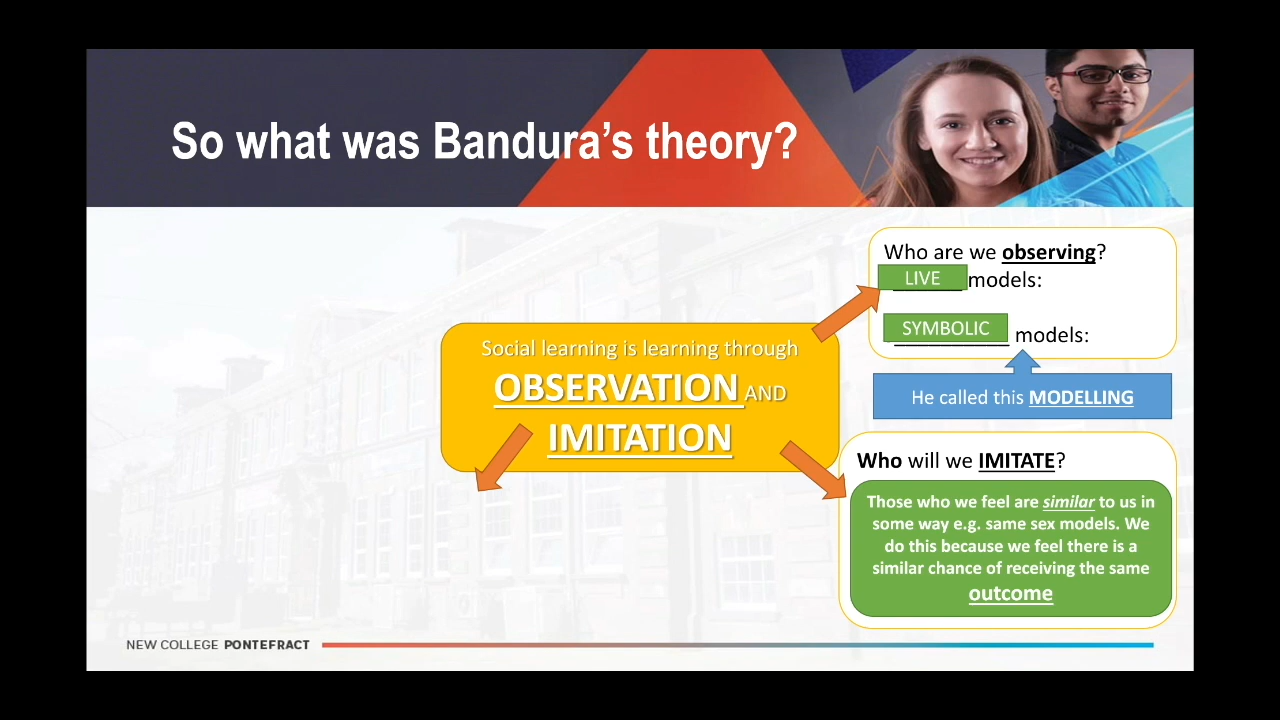 So what was Bandura's theory?
Social learning is learning through
OBSERVATION AND
IMITATION
Who are we observing?
LIVE models:
SYMBOLIC models:
He called this MODELLING
Who will we IMITATE?
Those who we feel are similar to us in
some way e.g. same sex models. We
do this because we feel there is a
similar chance of receiving the same
outcome
NEW COLLEGE PONTEFRACT